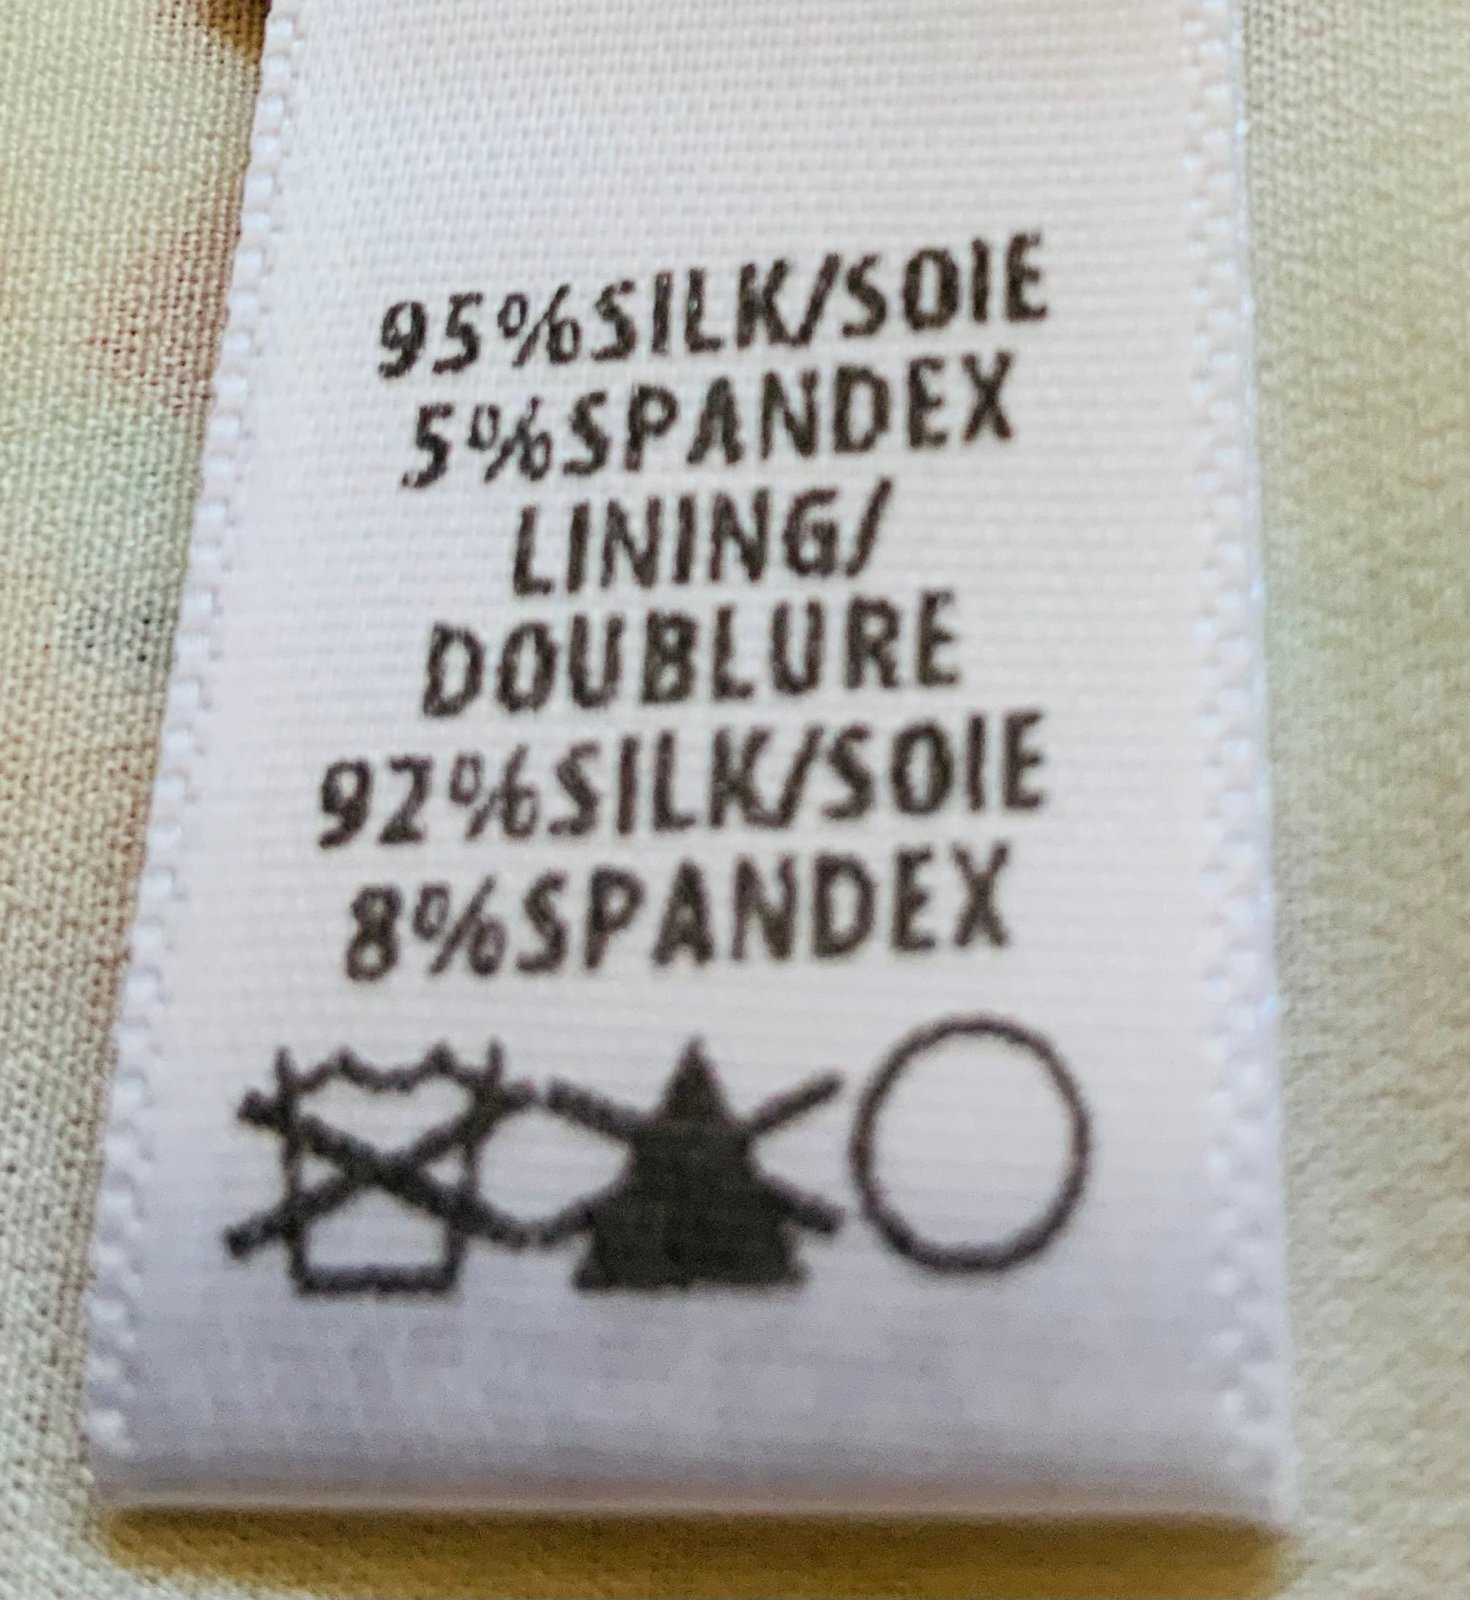 95%SILK/SOIE
5%SPANDEX
LINING/
DOUBLURE
92%SILK/SOIE
8%SPANDEX